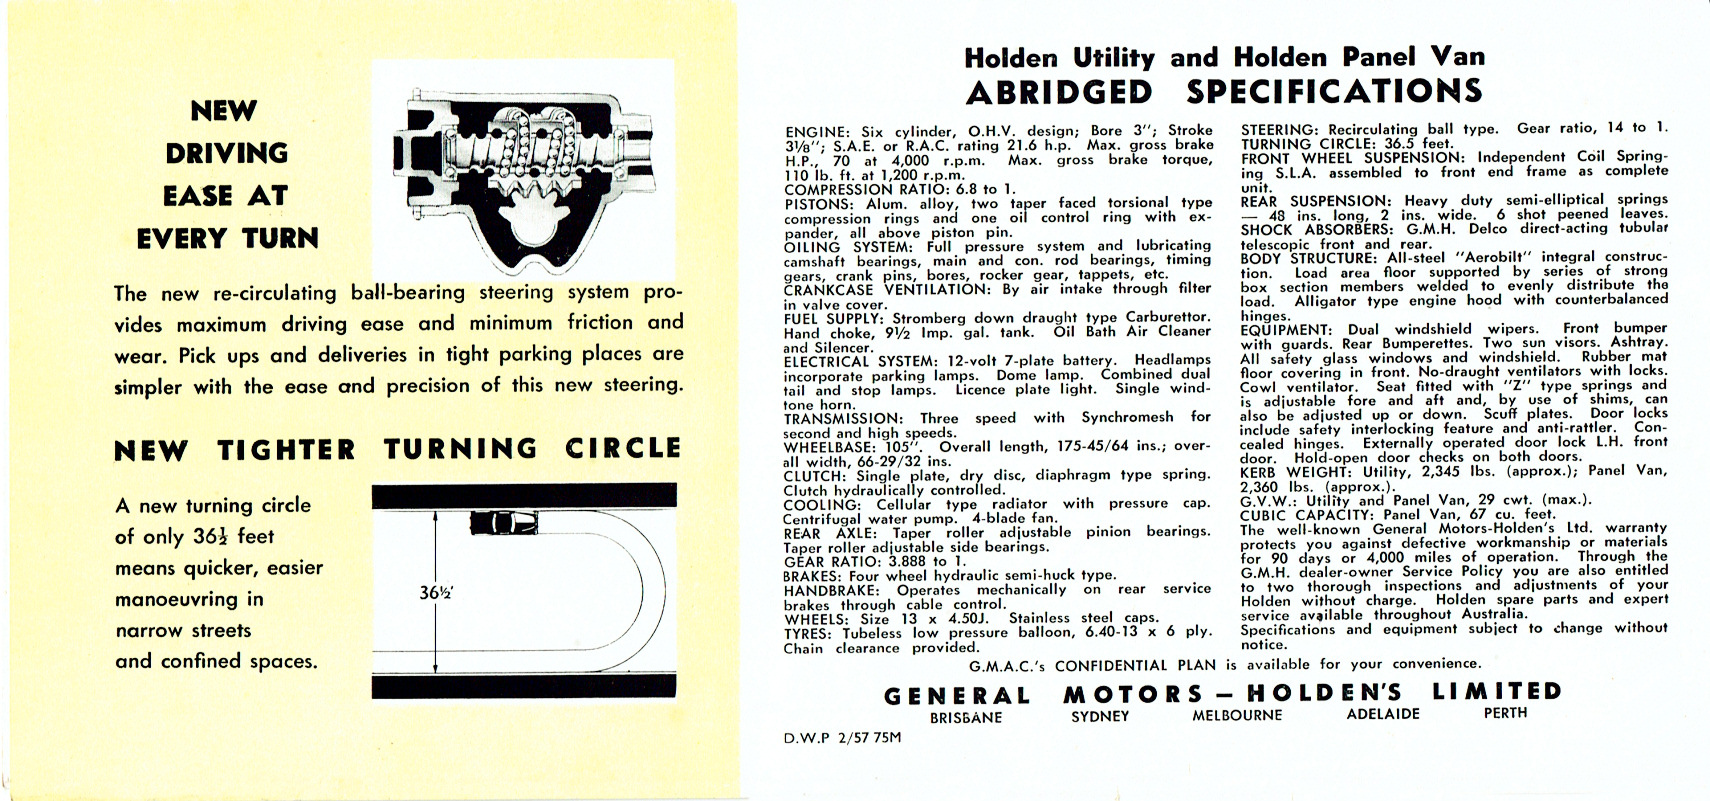 NEW
DRIVING
EASE AT
EVERY TURN
The new re-circulating ball-bearing steering system pro-
vides maximum driving ease and minimum friction and
wear. Pick ups and deliveries in tight parking places are
simpler with the ease and precision of this new steering.
NEW TIGHTER TURNING CIRCLE
A new turning circle
of only 36½ feet
means quicker, easier
manoeuvring in
narrow streets
and confined spaces.
36½'
Holden Utility and Holden Panel Van
ABRIDGED SPECIFICATIONS
ENGINE: Six cylinder, O.H.V. design; Bore 3"; Stroke
3⅛"; S.A.E. or R.A.C. rating 21.6 h.p. Max. gross brake
H.P., 70 at 4,000 r.p.m. Max. gross brake torque,
110 lb. ft. at 1,200 r.p.m.
COMPRESSION RATIO: 6.8 to 1.
PISTONS: Alum. alloy, two taper faced torsional type
compression rings and one oil control ring with ex-
pander, all above piston pin.
OILING SYSTEM: Full pressure system and lubricating
camshaft bearings, main and con. rod bearings, timing
gears, crank pins, bores, rocker gear, tappets, etc.
CRANKCASE VENTILATION: By air intake through filter
in valve cover.
FUEL SUPPLY: Stromberg down draught type Carburettor.
Hand choke, 9½ Imp. gal. tank. Oil Bath Air Cleaner
and Silencer.
ELECTRICAL SYSTEM: 12-volt 7-plate battery. Headlamps
incorporate parking lamps. Dome lamp. Combined dual
tail and stop lamps. Licence plate light. Single wind-
tone horn.
TRANSMISSION: Three speed with Synchromesh for
second and high speeds.
WHEELBASE: 105". Overall length, 175-45/64 ins.; over-
all width, 66-29/32 ins.
CLUTCH: Single plate, dry disc, diaphragm type spring.
Clutch hydraulically controlled.
COOLING: Cellular type radiator with pressure cap.
Centrifugal water pump. 4-blade fan.
REAR AXLE: Taper roller adjustable pinion bearings.
Taper roller adjustable side bearings.
GEAR RATIO: 3.888 to 1.
BRAKES: Four wheel hydraulic semi-huck type.
HANDBRAKE: Operates mechanically on rear service
brakes through cable control.
WHEELS: Size 13 x 4.50J. Stainless steel caps.
TYRES: Tubeless low pressure balloon, 6.40-13 x 6 ply.
Chain clearance provided.
STEERING: Recirculating ball type. Gear ratio, 14 to 1.
TURNING CIRCLE: 36.5 feet.
FRONT WHEEL SUSPENSION: Independent Coil Spring-
ing S.L.A. assembled to front end frame as complete
unit.
REAR SUSPENSION: Heavy duty semi-elliptical springs
— 48 ins. long, 2 ins. wide. 6 shot peened leaves.
SHOCK ABSORBERS: G.M.H. Delco direct-acting tubular
telescopic front and rear.
BODY STRUCTURE: All-steel "Aerobilt" integral construc-
tion. Load area floor supported by series of strong
box section members welded to evenly distribute the
load. Alligator type engine hood with counterbalanced
hinges.
EQUIPMENT: Dual windshield wipers. Front bumper
with guards. Rear Bumperettes. Two sun visors. Ashtray.
All safety glass windows and windshield. Rubber mat
floor covering in front. No-draught ventilators with locks.
Cowl ventilator. Seat fitted with "Z" type springs and
is adjustable fore and aft and, by use of shims, can
also be adjusted up or down. Scuff plates. Door locks
include safety interlocking feature and anti-rattler. Con-
cealed hinges. Externally operated door lock L.H. front
door. Hold-open door checks on both doors.
KERB WEIGHT: Utility, 2,345 lbs. (approx.); Panel Van,
2,360 lbs. (approx.).
G.V.W.: Utility and Panel Van, 29 cwt. (max.).
CUBIC CAPACITY: Panel Van, 67 cu. feet.
The well-known General Motors-Holden's Ltd. warranty
protects you against defective workmanship or materials
for 90 days or 4,000 miles of operation. Through the
G.M.H. dealer-owner Service Policy you are also entitled
to two thorough inspections and adjustments of your
Holden without charge. Holden spare parts and expert
service available throughout Australia.
Specifications and equipment subject to change without
notice.
G.M.A.C.'s CONFIDENTIAL PLAN is available for your convenience.
GENERAL MOTORS — HOLDEN'S LIMITED
BRISBANE SYDNEY MELBOURNE ADELAIDE PERTH
D.W.P 2/57 75M